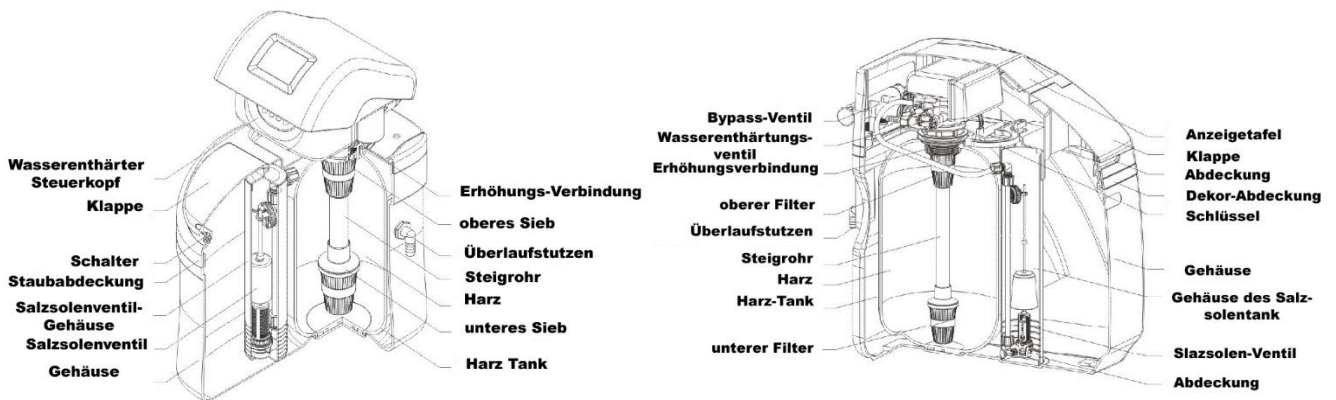 Wasserenthärter
Steuerkopf
Klappe
Schalter
Staubabdeckung
Salzsolenventil-
Gehäuse
Salzsolenventil
Gehäuse
Erhöhungs-Verbindung
oberes Sieb
Überlaufstutzen
Steigrohr
Harz
unteres Sieb
Harz Tank
Bypass-Ventil
Wasserenthärtungs-
ventil
Erhöhungsverbindung
oberer Filter
Überlaufstutzen
Steigrohr
Harz
Harz-Tank
unterer Filter
Anzeigetafel
Klappe
Abdeckung
Dekor-Abdeckung
Schlüssel
Gehäuse
Gehäuse des Salz-
solentank
Slazsolen-Ventil
Abdeckung